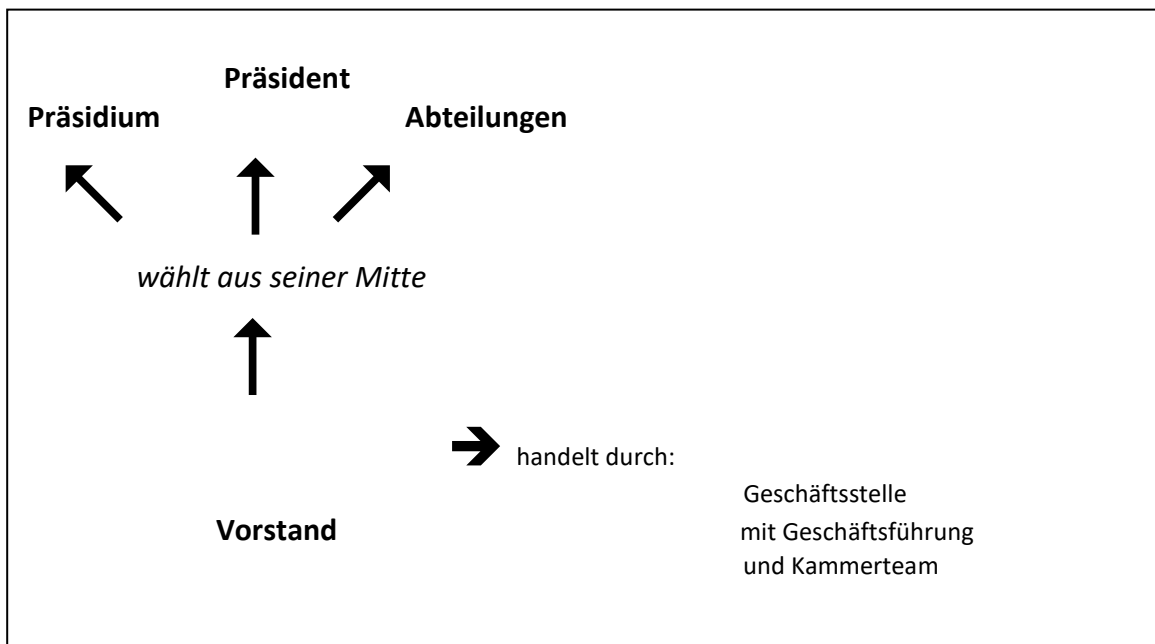 Präsident
Präsidium
Abteilungen
wählt aus seiner Mitte
handelt durch:
Geschäftsstelle
Vorstand
mit Geschäftsführung
und Kammerteam